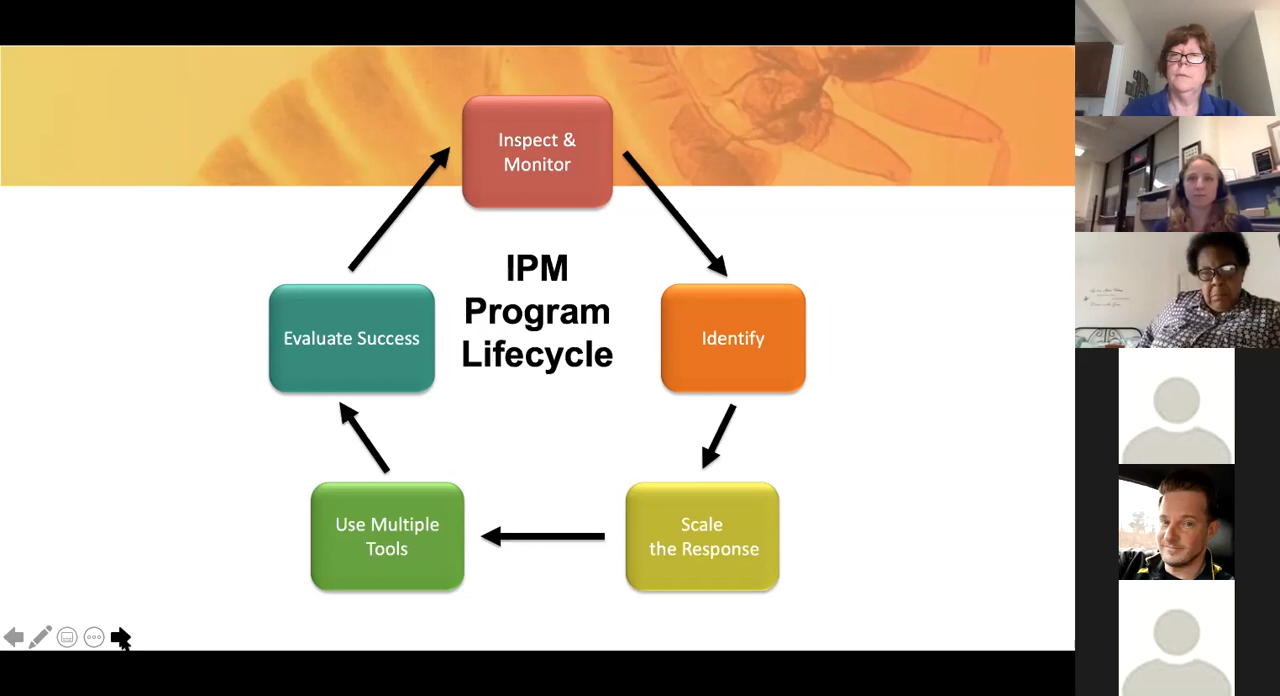 Inspect &
Monitor
IPM
Program
Lifecycle
Evaluate Success
Identify
Use Multiple
Tools
Scale
the Response